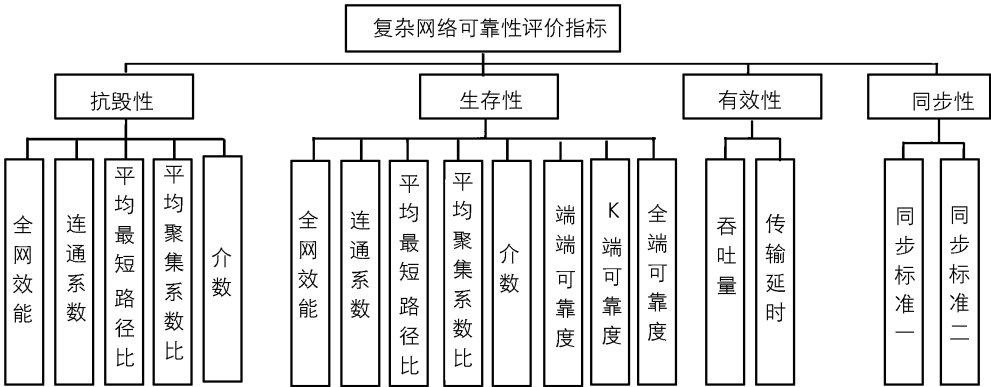 复杂网络可靠性评价指标
抗毁性
生存性
有效性
同步性
全网效能
连通系数
平均最短路径比
平均聚集系数比
介数
全网效能
连通系数
平均最短路径比
平均聚集系数比
介数
端端可靠度
K端可靠度
全端可靠度
吞吐量
传输延时
同步标准一
同步标准二